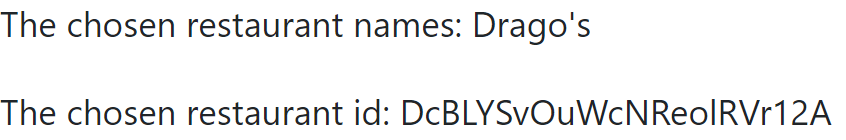 The chosen restaurant names: Drago's
The chosen restaurant id: DcBLYSvOuWcNReolRVr12A